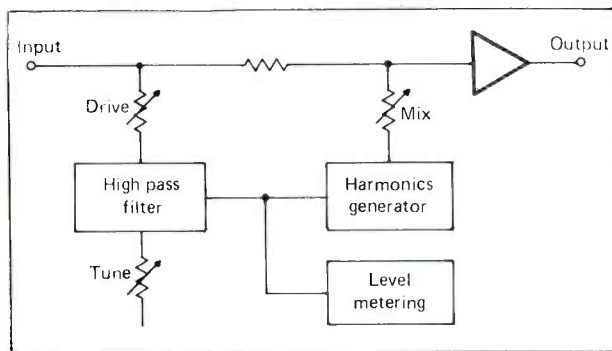 Input
Output
Drive
Mix
High pass
filter
Harmonics
generator
Tune
Level
metering